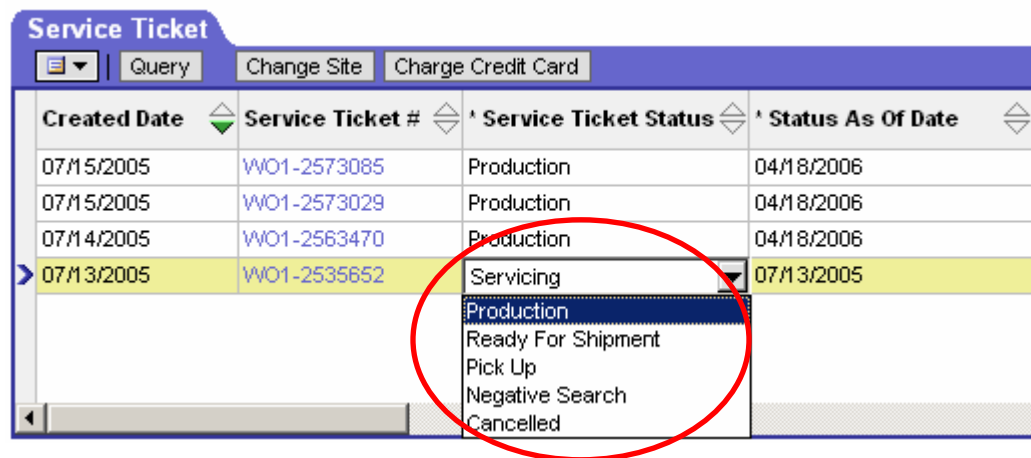 Service Ticket
Query Change Site Charge Credit Card
Created Date Service Ticket # * Service Ticket Status * Status As Of Date
07/15/2005 WO1-2573085 Production 04/18/2006
07/15/2005 WO1-2573029 Production 04/18/2006
07/14/2005 WO1-2563470 Production 04/18/2006
07/13/2005 WO1-2535652 Servicing 07/13/2005
Production
Ready For Shipment
Pick Up
Negative Search
Cancelled